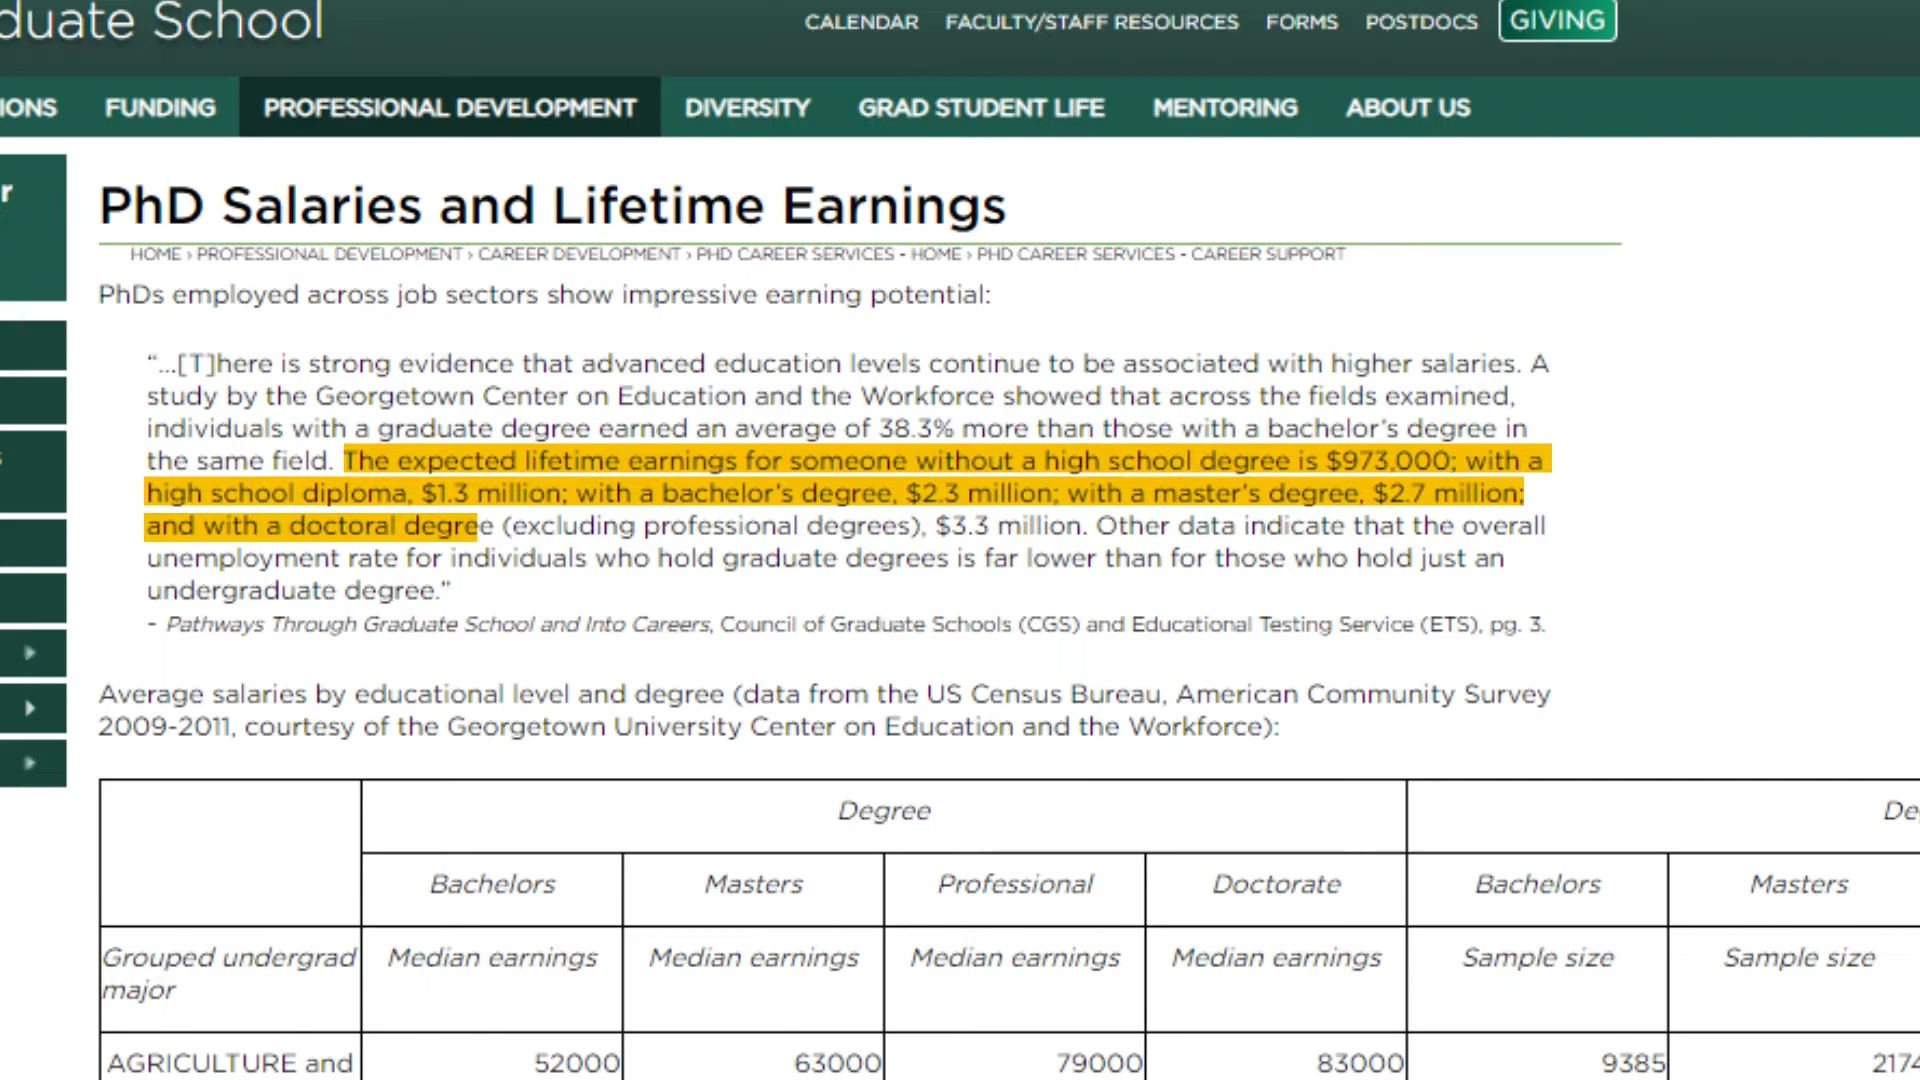 duate School
CALENDAR FACULTY/STAFF RESOURCES FORMS POSTDOCS GIVING
IONS FUNDING PROFESSIONAL DEVELOPMENT DIVERSITY GRAD STUDENT LIFE MENTORING ABOUT US
r
PhD Salaries and Lifetime Earnings
HOME › PROFESSIONAL DEVELOPMENT › CAREER DEVELOPMENT › PHD CAREER SERVICES - HOME › PHD CAREER SERVICES - CAREER SUPPORT
PhDs employed across job sectors show impressive earning potential:
“...[T]here is strong evidence that advanced education levels continue to be associated with higher salaries. A
study by the Georgetown Center on Education and the Workforce showed that across the fields examined,
individuals with a graduate degree earned an average of 38.3% more than those with a bachelor’s degree in
the same field. The expected lifetime earnings for someone without a high school degree is $973,000; with a
high school diploma, $1.3 million; with a bachelor’s degree, $2.3 million; with a master’s degree, $2.7 million;
and with a doctoral degree (excluding professional degrees), $3.3 million. Other data indicate that the overall
unemployment rate for individuals who hold graduate degrees is far lower than for those who hold just an
undergraduate degree.”
- Pathways Through Graduate School and Into Careers, Council of Graduate Schools (CGS) and Educational Testing Service (ETS), pg. 3.
Average salaries by educational level and degree (data from the US Census Bureau, American Community Survey
2009-2011, courtesy of the Georgetown University Center on Education and the Workforce):
Degree De
Bachelors Masters Professional Doctorate Bachelors Masters
Grouped undergrad Median earnings Median earnings Median earnings Median earnings Sample size Sample size
major
AGRICULTURE and 52000 63000 79000 83000 9385 2174